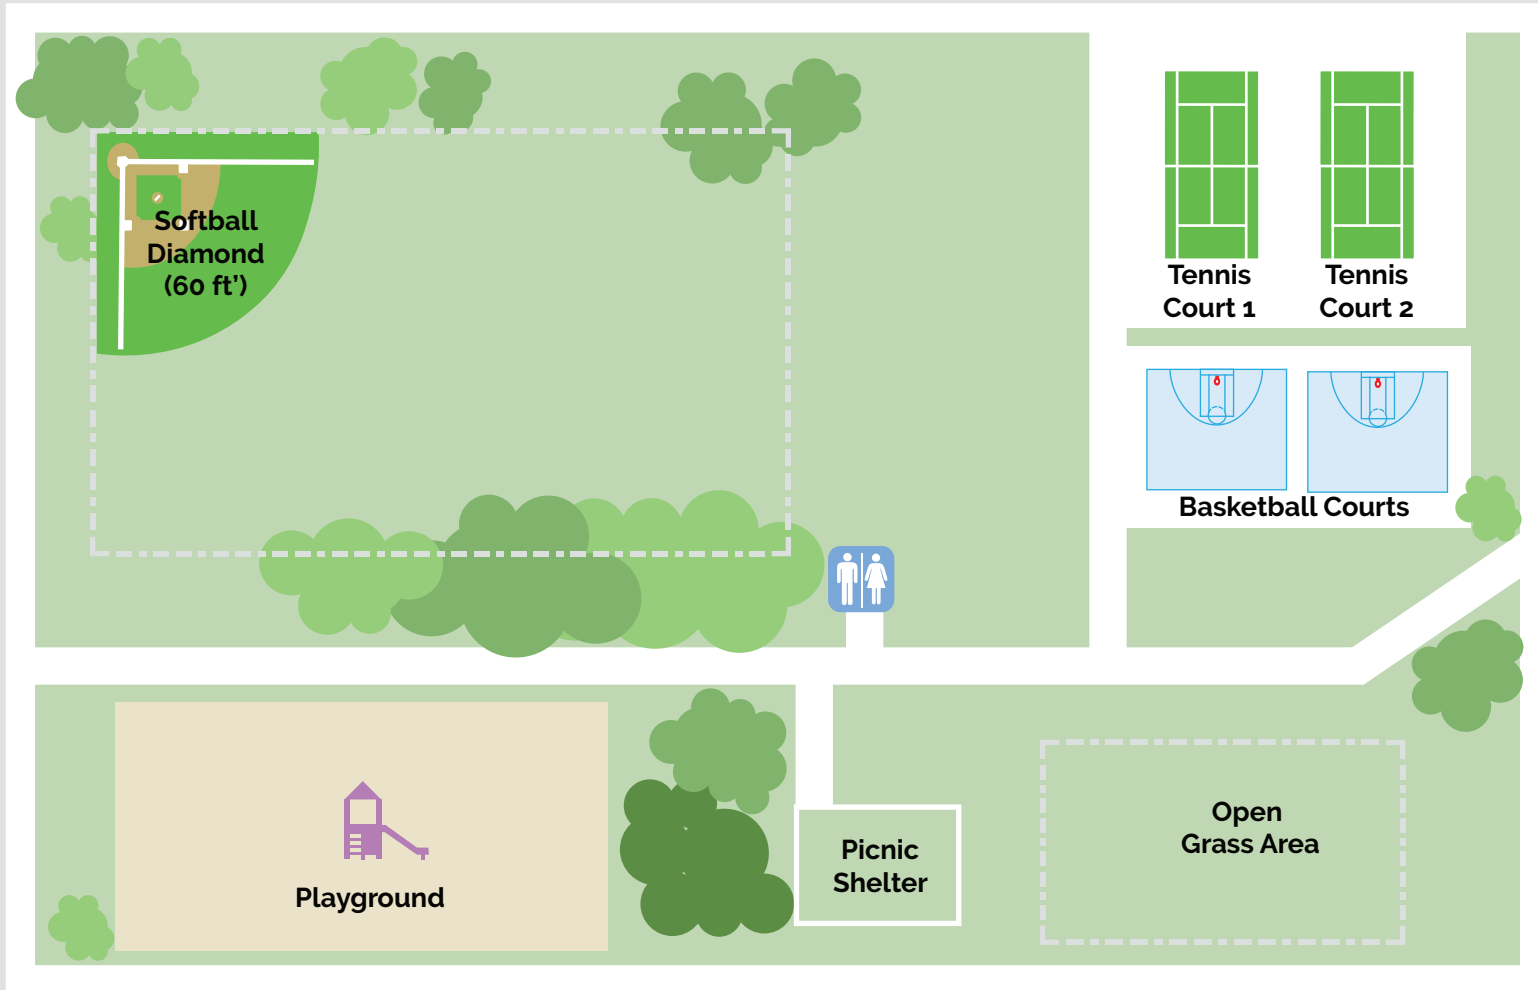 Softball
Diamond
(60 ft’)
Tennis
Court 1
Tennis
Court 2
Basketball Courts
Playground
Picnic
Shelter
Open
Grass Area